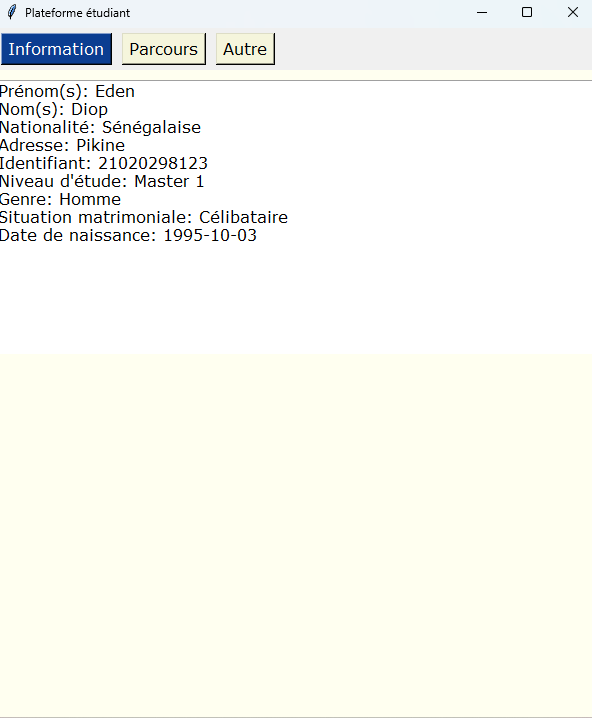 Plateforme étudiant
Information Parcours Autre
Prénom(s): Eden
Nom(s): Diop
Nationalité: Sénégalaise
Adresse: Pikine
Identifiant: 21020298123
Niveau d'étude: Master 1
Genre: Homme
Situation matrimoniale: Célibataire
Date de naissance: 1995-10-03